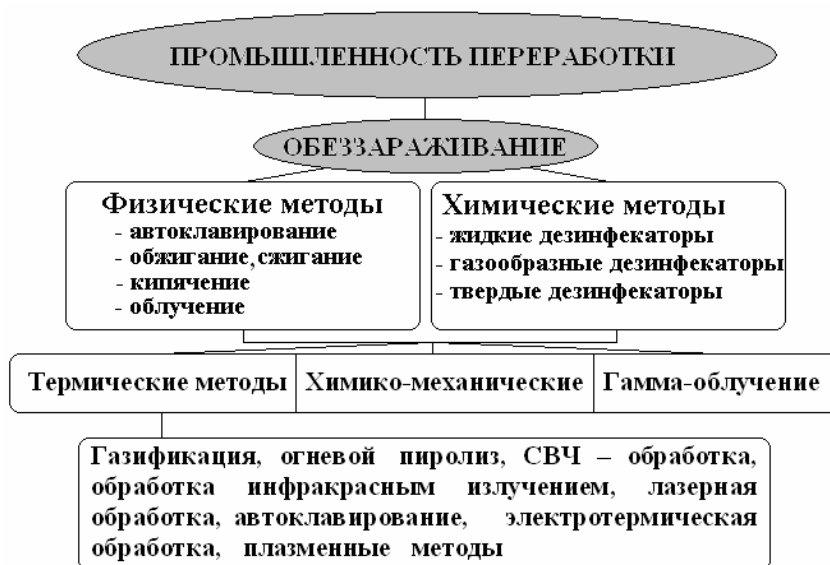 ПРОМЫШЛЕННОСТЬ ПЕРЕРАБОТКИ
ОБЕЗЗАРАЖИВАНИЕ
Физические методы
- автоклавирование
- обжигание, сжигание
- кипячение
- облучение
Химические методы
- жидкие дезинфекаторы
- газообразные дезинфекаторы
- твердые дезинфекаторы
Термические методы
Химико-механические
Гамма-облучение
Газификация, огневой пиролиз, СВЧ – обработка,
обработка инфракрасным излучением, лазерная
обработка, автоклавирование, электротермическая
обработка, плазменные методы